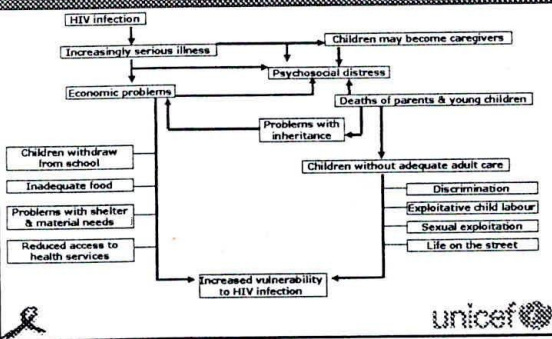 HIV infection
Increasingly serious illness
Children may become caregivers
Psychosocial distress
Economic problems
Deaths of parents & young children
Problems with
inheritance
Children withdraw
from school
Inadequate food
Problems with shelter
& material needs
Reduced access to
health services
Children without adequate adult care
Discrimination
Exploitative child labour
Sexual exploitation
Life on the street
Increased vulnerability
to HIV infection
unicef